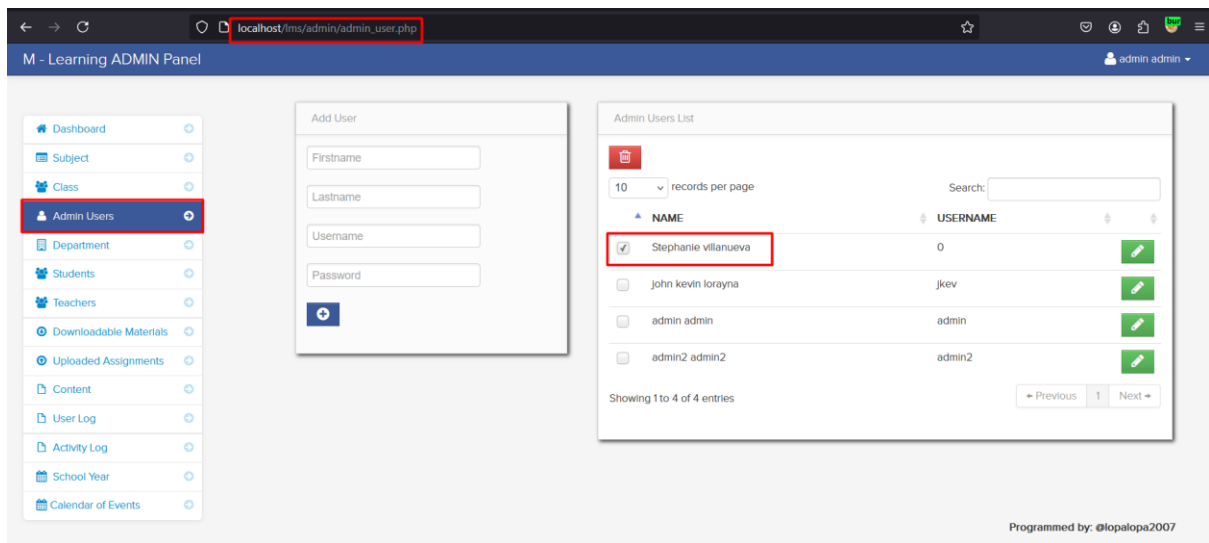 localhost/lms/admin/admin_user.php
bur
M - Learning ADMIN Panel
admin admin
Dashboard
Subject
Class
Admin Users
Department
Students
Teachers
Downloadable Materials
Uploaded Assignments
Content
User Log
Activity Log
School Year
Calendar of Events
Add User
Firstname
Lastname
Username
Password
Admin Users List
10 records per page
Search:
NAME USERNAME
Stephanie villanueva 0
john kevin lorayna jkev
admin admin admin
admin2 admin2 admin2
Showing 1 to 4 of 4 entries
← Previous 1 Next →
Programmed by: @lopalopa2007